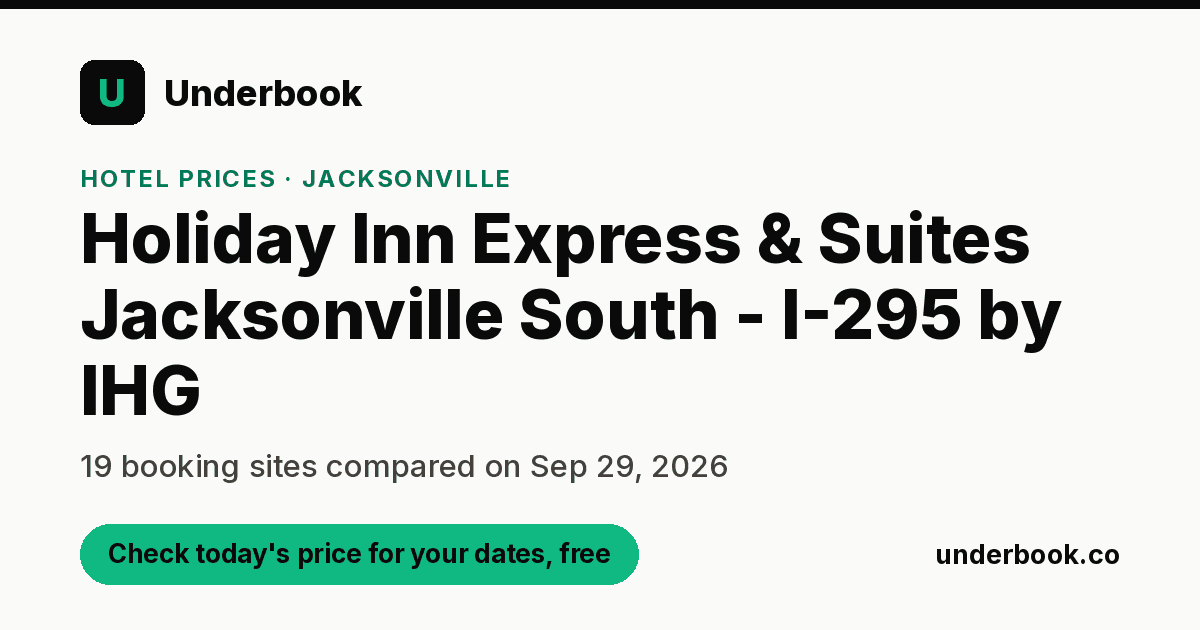 U Underbook
HOTEL PRICES · JACKSONVILLE
Holiday Inn Express & Suites
Jacksonville South - I-295 by
IHG
19 booking sites compared on Sep 29, 2026
Check today's price for your dates, free
underbook.co